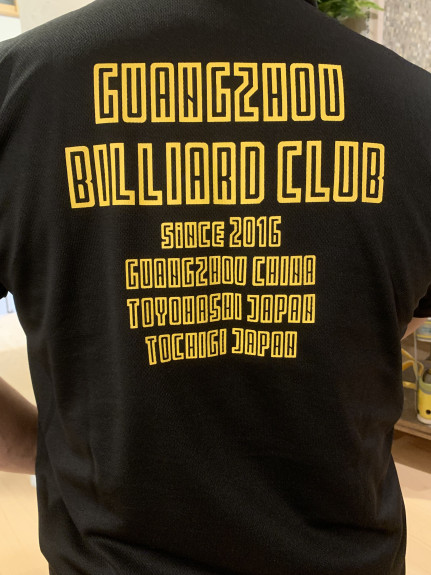 GUANGZHOU
BILLIARD CLUB
SiNCE 2016
GUANGZHOU CHINA
TOYOHASHI JAPAN
TOCHIGI JAPAN